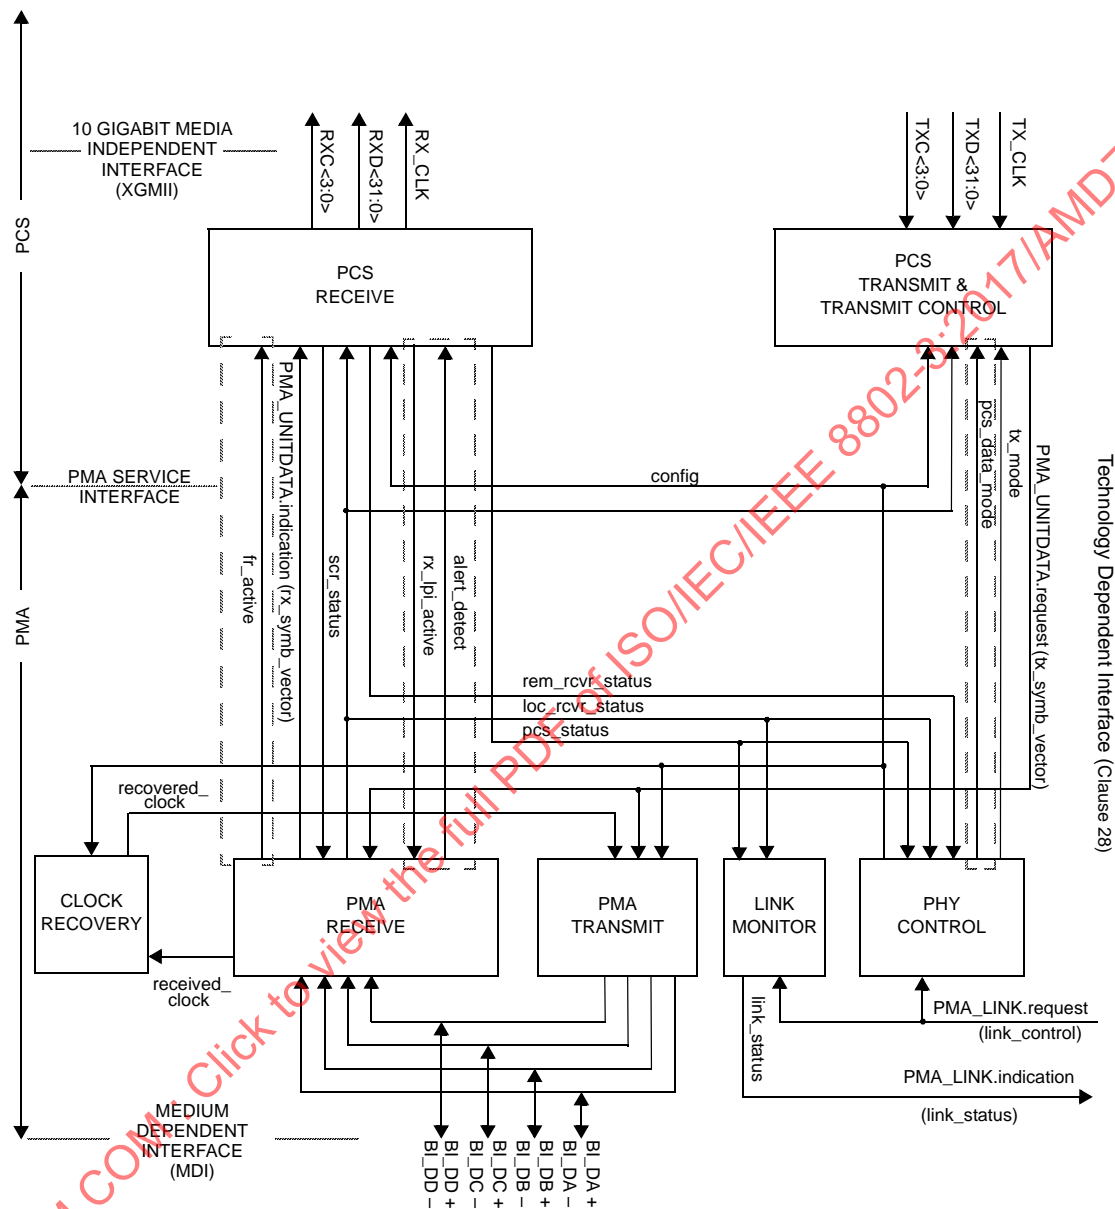 10 GIGABIT MEDIA
INDEPENDENT
INTERFACE
(XGMII)
RXC<3:0>
RXD<31:0>
RX_CLK
TXC<3:0>
TXD<31:0>
TX_CLK
PCS
PCS
RECEIVE
PCS
TRANSMIT &
TRANSMIT CONTROL
PMA SERVICE
INTERFACE
PMA
fr_active
PMA_UNITDATA.indication (rx_symb_vector)
scr_status
rx_lpi_active
alert_detect
config
pcs_data_mode
tx_mode
PMA_UNITDATA.request (tx_symb_vector)
Technology Dependent Interface (Clause 28)
rem_rcvr_status
loc_rcvr_status
pcs_status
recovered_
clock
CLOCK
RECOVERY
PMA
RECEIVE
PMA
TRANSMIT
LINK
MONITOR
PHY
CONTROL
received_
clock
link_status
PMA_LINK.request
(link_control)
PMA_LINK.indication
(link_status)
MEDIUM
DEPENDENT
INTERFACE
(MDI)
BI_DD –
BI_DD +
BI_DC –
BI_DC +
BI_DB –
BI_DB +
BI_DA –
BI_DA +
COM : Click to view the full PDF of ISO/IEC/IEEE 8802-3:2017/AMD